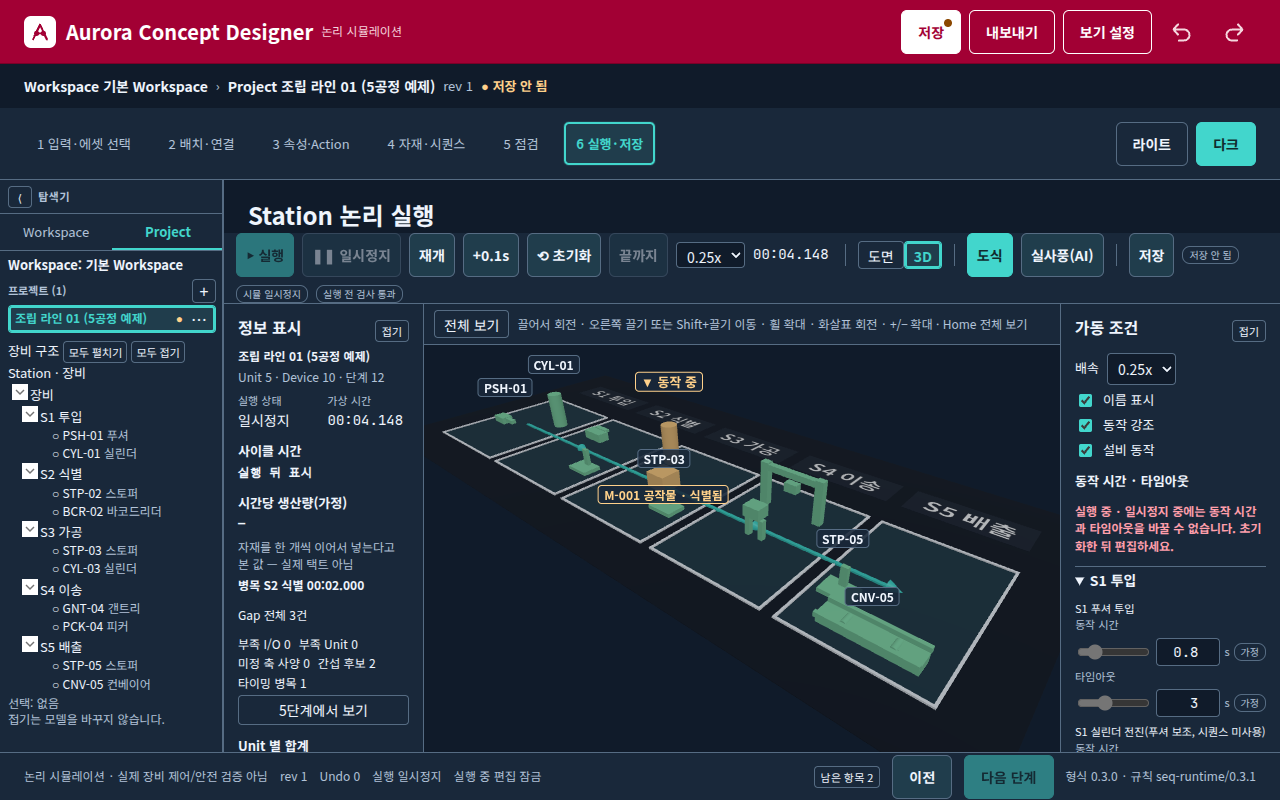 Aurora Concept Designer 논리 시뮬레이션 저장 내보내기 보기 설정
Workspace 기본 Workspace › Project 조립 라인 01 (5공정 예제) rev 1 ● 저장 안 됨
1 입력·에셋 선택 2 배치·연결 3 속성·Action 4 자재·시퀀스 5 점검 6 실행·저장 라이트 다크
⟨ 탐색기
Workspace Project
Workspace: 기본 Workspace
프로젝트 (1) +
조립 라인 01 (5공정 예제) ● ⋯
장비 구조 모두 펼치기 모두 접기
Station · 장비
장비
S1 투입
○ PSH-01 푸셔
○ CYL-01 실린더
S2 식별
○ STP-02 스토퍼
○ BCR-02 바코드리더
S3 가공
○ STP-03 스토퍼
○ CYL-03 실린더
S4 이송
○ GNT-04 갠트리
○ PCK-04 피커
S5 배출
○ STP-05 스토퍼
○ CNV-05 컨베이어
선택: 없음
접기는 모델을 바꾸지 않습니다.
Station 논리 실행
▶ 실행 ❚❚ 일시정지 재개 +0.1s ⟲ 초기화 끝까지 0.25x 00:04.148 도면 3D 도식 실사풍(AI) 저장 저장 안 됨
시뮬 일시정지 실행 전 검사 통과
정보 표시 접기
조립 라인 01 (5공정 예제)
Unit 5 · Device 10 · 단계 12
실행 상태 가상 시간
일시정지 00:04.148
사이클 시간
실행 뒤 표시
시간당 생산량(가정)
—
자재를 한 개씩 이어서 넣는다고
본 값 — 실제 택트 아님
병목 S2 식별 00:02.000
Gap 전체 3건
부족 I/O 0 부족 Unit 0
미정 축 사양 0 간섭 후보 2
타이밍 병목 1
5단계에서 보기
Unit 별 합계
전체 보기 끌어서 회전 · 오른쪽 끌기 또는 Shift+끌기 이동 · 휠 확대 · 화살표 회전 · +/− 확대 · Home 전체 보기
CYL-01
PSH-01
▼ 동작 중
S1 투입
S2 식별
S3 가공
S4 이송
S5 배출
STP-03
M-001 공작물 · 식별됨
STP-05
CNV-05
가동 조건 접기
배속 0.25x
이름 표시
동작 강조
설비 동작
동작 시간 · 타임아웃
실행 중 · 일시정지 중에는 동작 시간
과 타임아웃을 바꿀 수 없습니다. 초기
화한 뒤 편집하세요.
▼ S1 투입
S1 푸셔 투입
동작 시간
0.8 s 가정
타임아웃
3 s 가정
S1 실린더 전진(푸셔 보조, 시퀀스 미사용)
동작 시간
논리 시뮬레이션 · 실제 장비 제어/안전 검증 아님 rev 1 Undo 0 실행 일시정지 실행 중 편집 잠금 남은 항목 2 이전 다음 단계 형식 0.3.0 · 규칙 seq-runtime/0.3.1